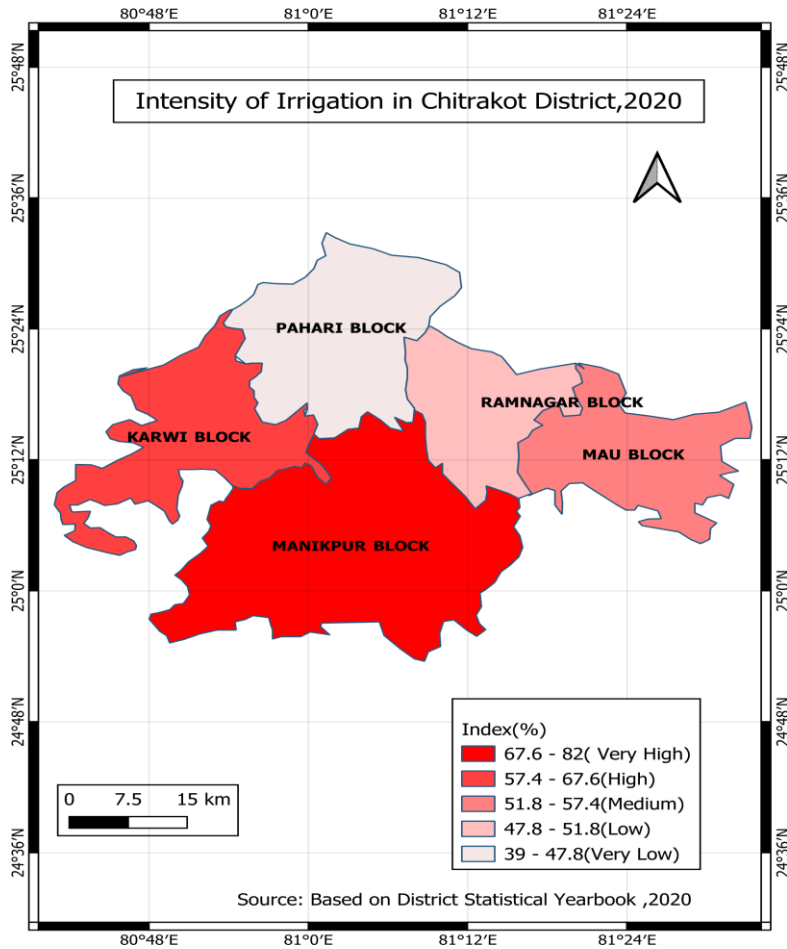 80°48′E 81°0′E 81°12′E 81°24′E
25°48′N 25°48′N
Intensity of Irrigation in Chitrakot District,2020
25°36′N 25°36′N
25°24′N 25°24′N
PAHARI BLOCK
RAMNAGAR BLOCK
KARWI BLOCK
MAU BLOCK
25°12′N 25°12′N
MANIKPUR BLOCK
25°0′N 25°0′N
24°48′N 24°48′N
Index(%)
67.6 - 82( Very High)
57.4 - 67.6(High)
51.8 - 57.4(Medium)
47.8 - 51.8(Low)
39 - 47.8(Very Low)
0 7.5 15 km
24°36′N 24°36′N
Source: Based on District Statistical Yearbook ,2020
80°48′E 81°0′E 81°12′E 81°24′E